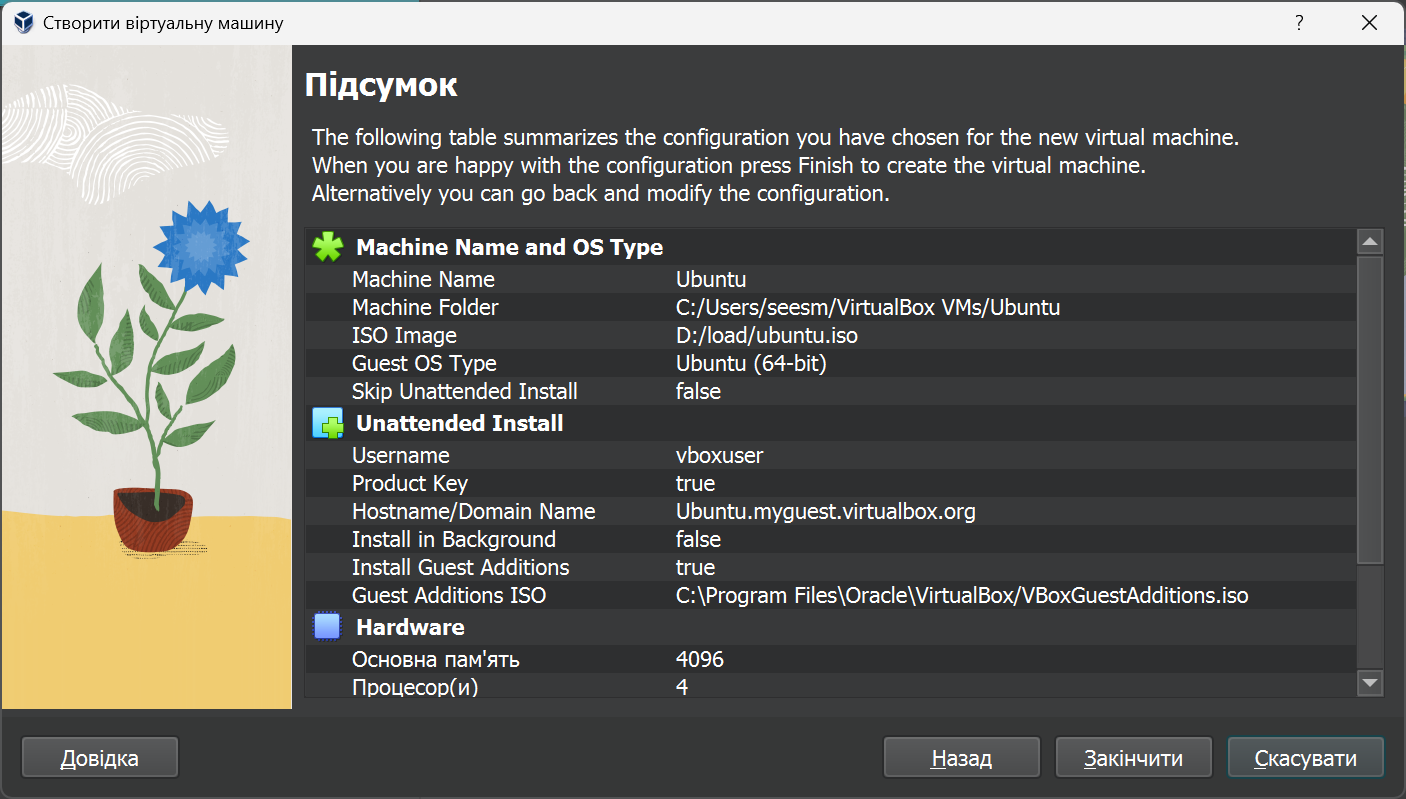 Створити віртуальну машину
?
Підсумок
The following table summarizes the configuration you have chosen for the new virtual machine.
When you are happy with the configuration press Finish to create the virtual machine.
Alternatively you can go back and modify the configuration.
Machine Name and OS Type
Machine Name Ubuntu
Machine Folder C:/Users/seesm/VirtualBox VMs/Ubuntu
ISO Image D:/load/ubuntu.iso
Guest OS Type Ubuntu (64-bit)
Skip Unattended Install false
Unattended Install
Username vboxuser
Product Key true
Hostname/Domain Name Ubuntu.myguest.virtualbox.org
Install in Background false
Install Guest Additions true
Guest Additions ISO C:\Program Files\Oracle\VirtualBox/VBoxGuestAdditions.iso
Hardware
Основна пам'ять 4096
Процесор(и) 4
Довідка Назад Закінчити Скасувати